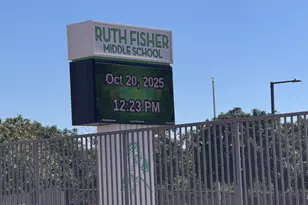 RUTH FISHER
MIDDLE SCHOOL
Oct 20, 2025
12:23 PM